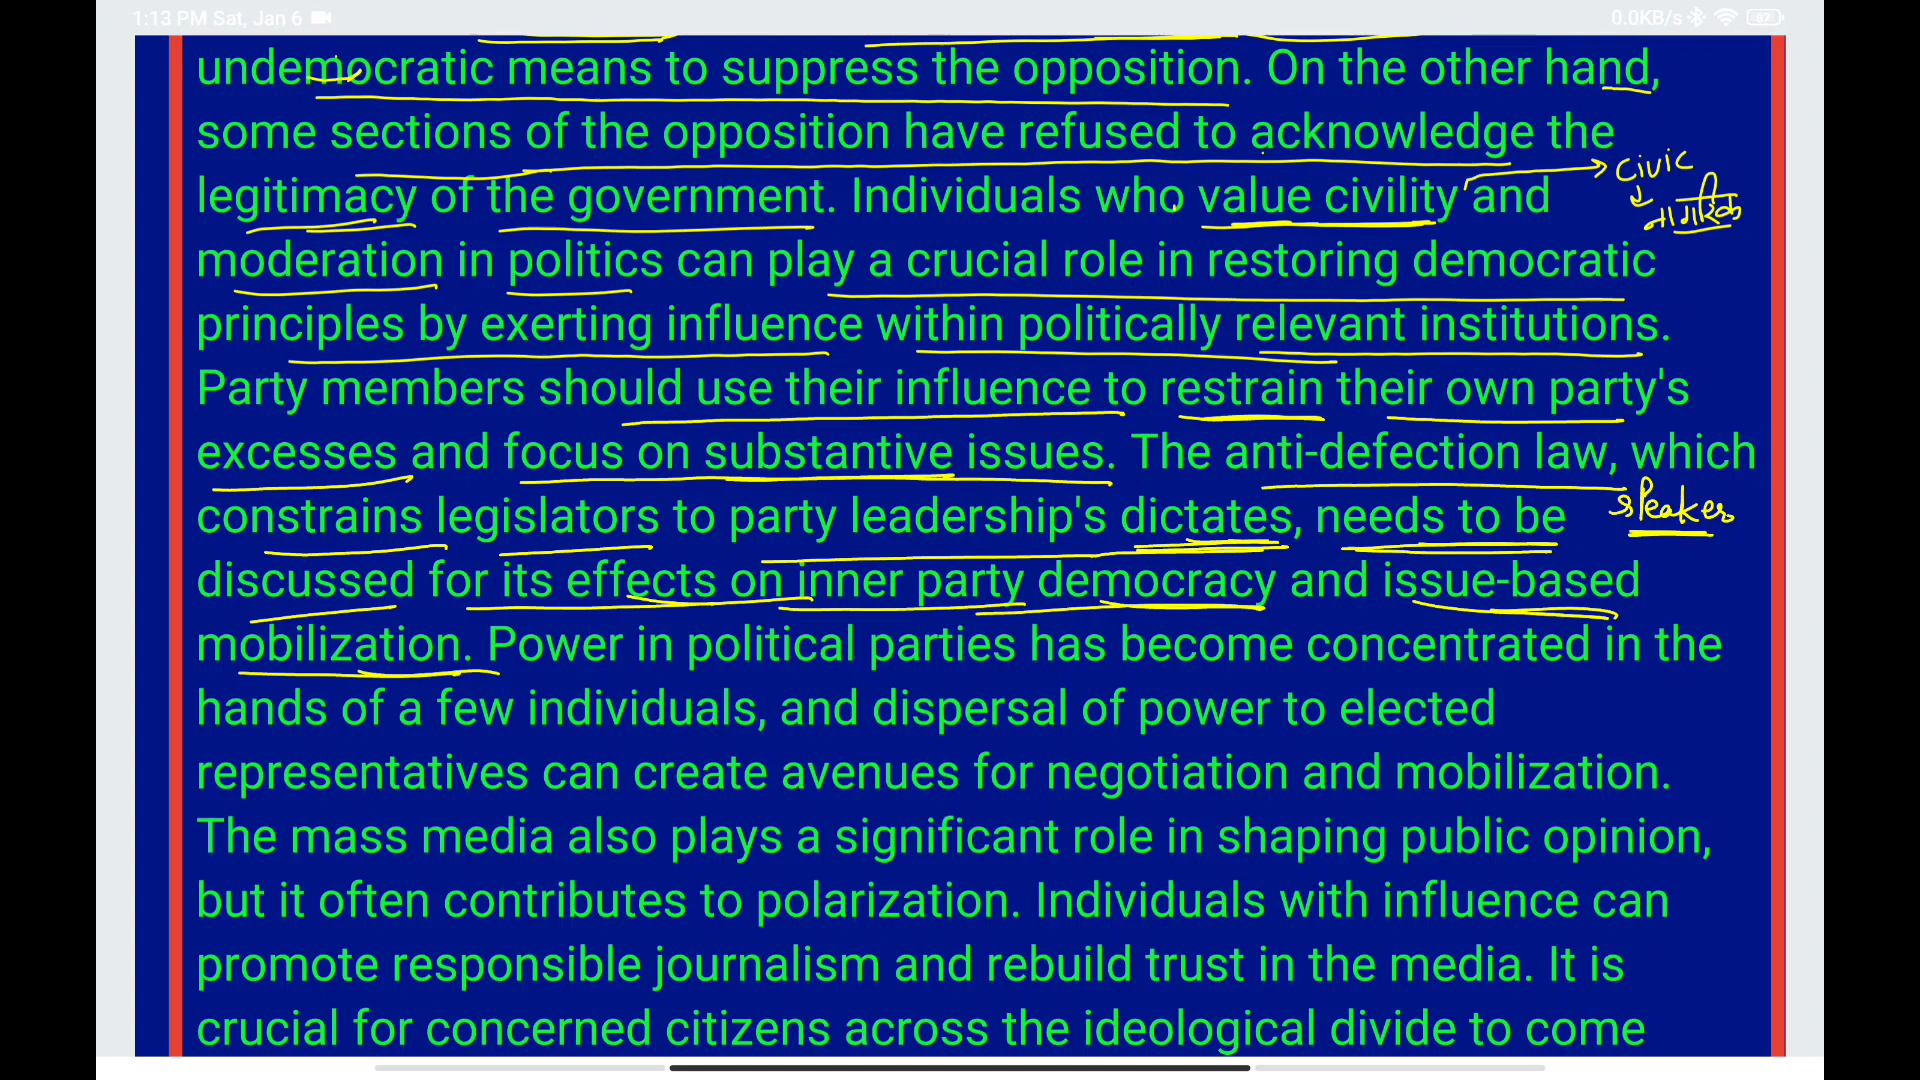 1:13 PM Sat, Jan 6
0.0KB/s
87
undemocratic means to suppress the opposition. On the other hand,
some sections of the opposition have refused to acknowledge the
civic
legitimacy of the government. Individuals who value civility and
नागरिक
moderation in politics can play a crucial role in restoring democratic
principles by exerting influence within politically relevant institutions.
Party members should use their influence to restrain their own party's
excesses and focus on substantive issues. The anti-defection law, which
speaker
constrains legislators to party leadership's dictates, needs to be
discussed for its effects on inner party democracy and issue-based
mobilization. Power in political parties has become concentrated in the
hands of a few individuals, and dispersal of power to elected
representatives can create avenues for negotiation and mobilization.
The mass media also plays a significant role in shaping public opinion,
but it often contributes to polarization. Individuals with influence can
promote responsible journalism and rebuild trust in the media. It is
crucial for concerned citizens across the ideological divide to come